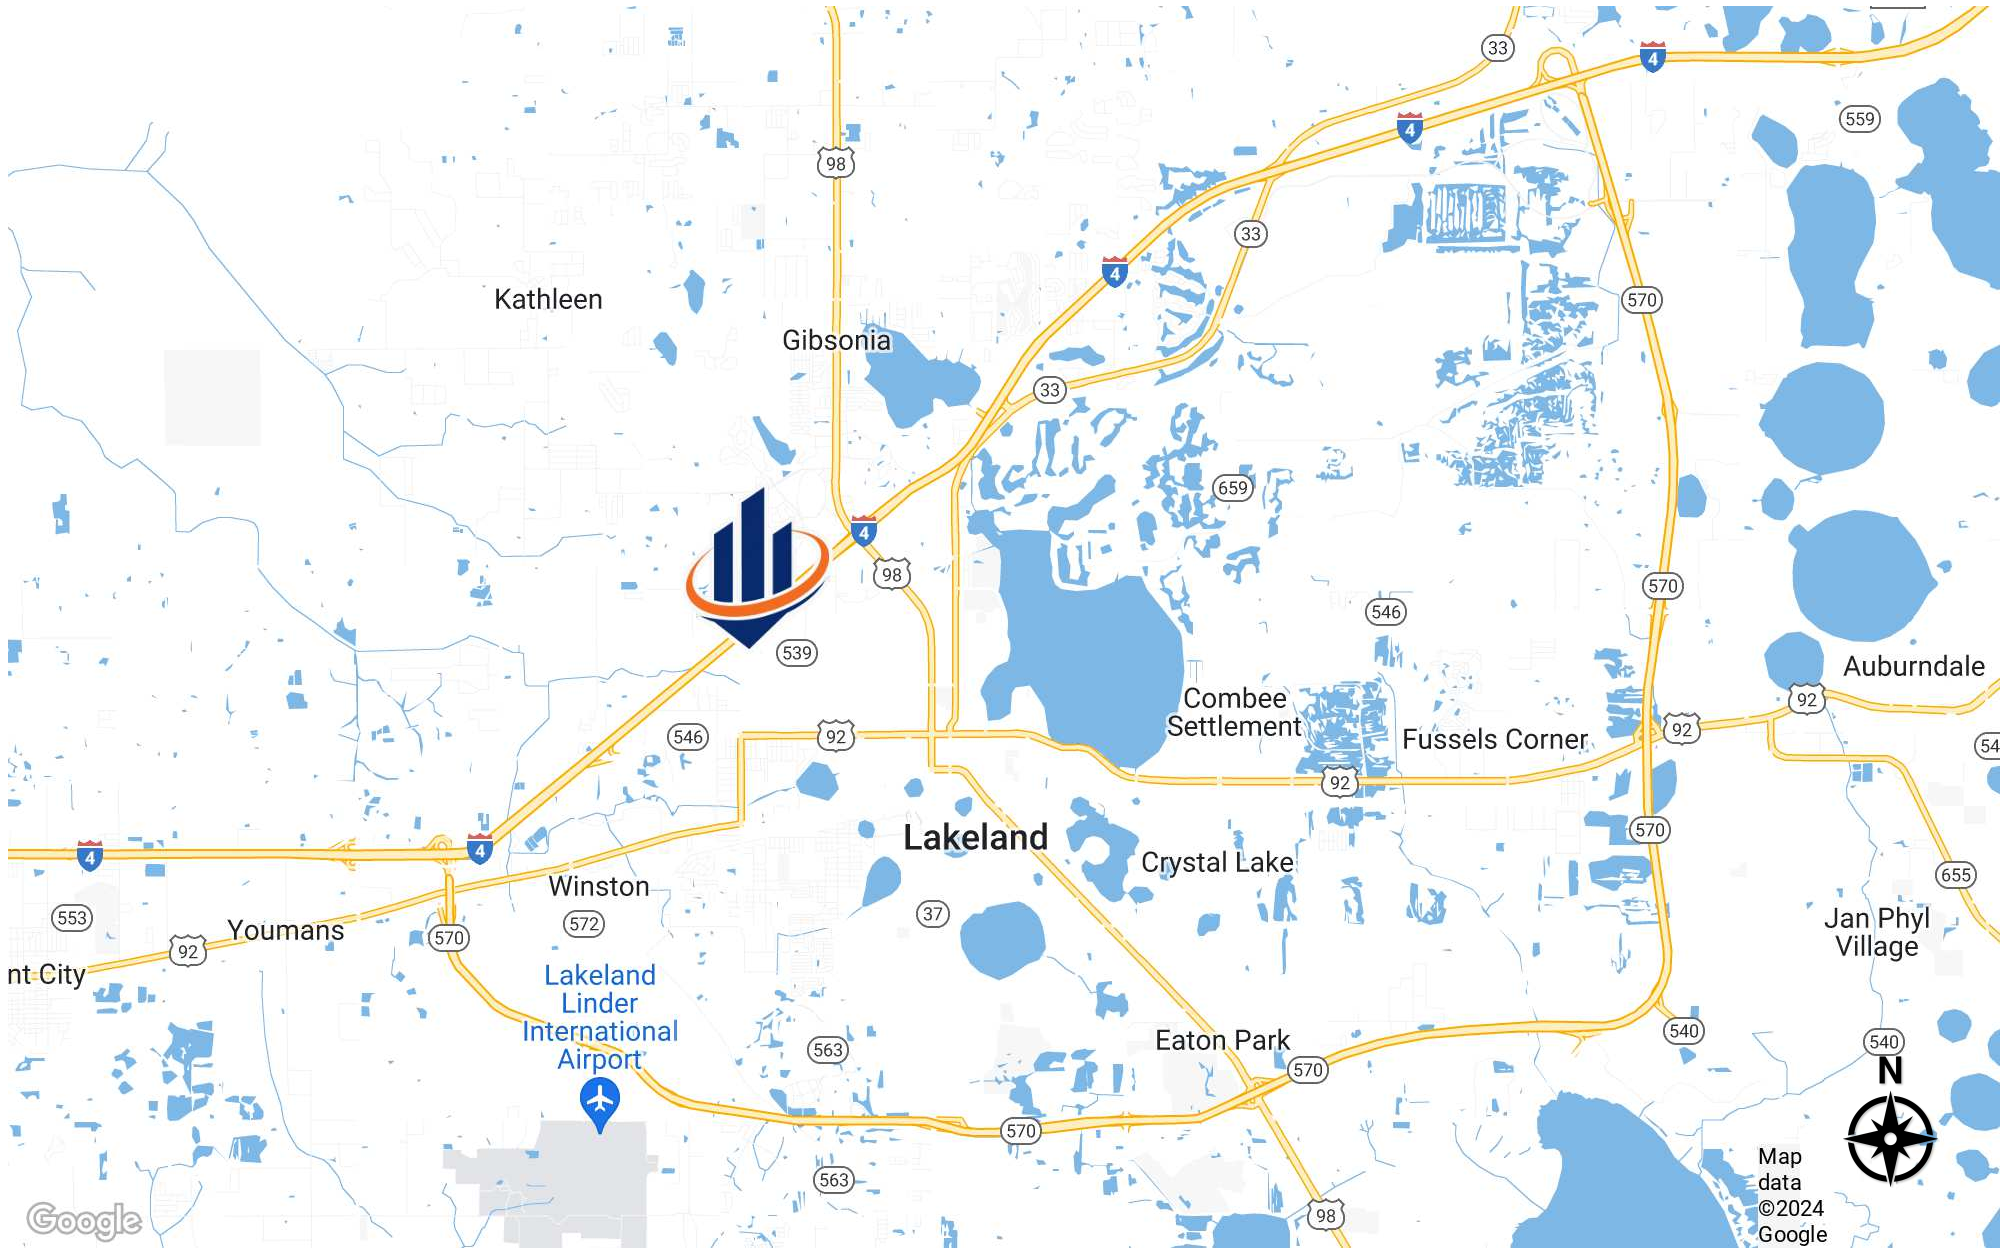 33
4
4
559
98
33
4
570
Kathleen
Gibsonia
33
659
4
98
570
546
539
Auburndale
Combee
Settlement
92
92
546
92
Fussels Corner
54
92
Lakeland
570
4
4
Crystal Lake
655
Winston
553
572
37
Youmans
570
92
Jan Phyl
Village
nt City
Lakeland
Linder
International
Airport
563
Eaton Park
540
540
570
N
570
563
98
Map
data
©2024
Google
Google